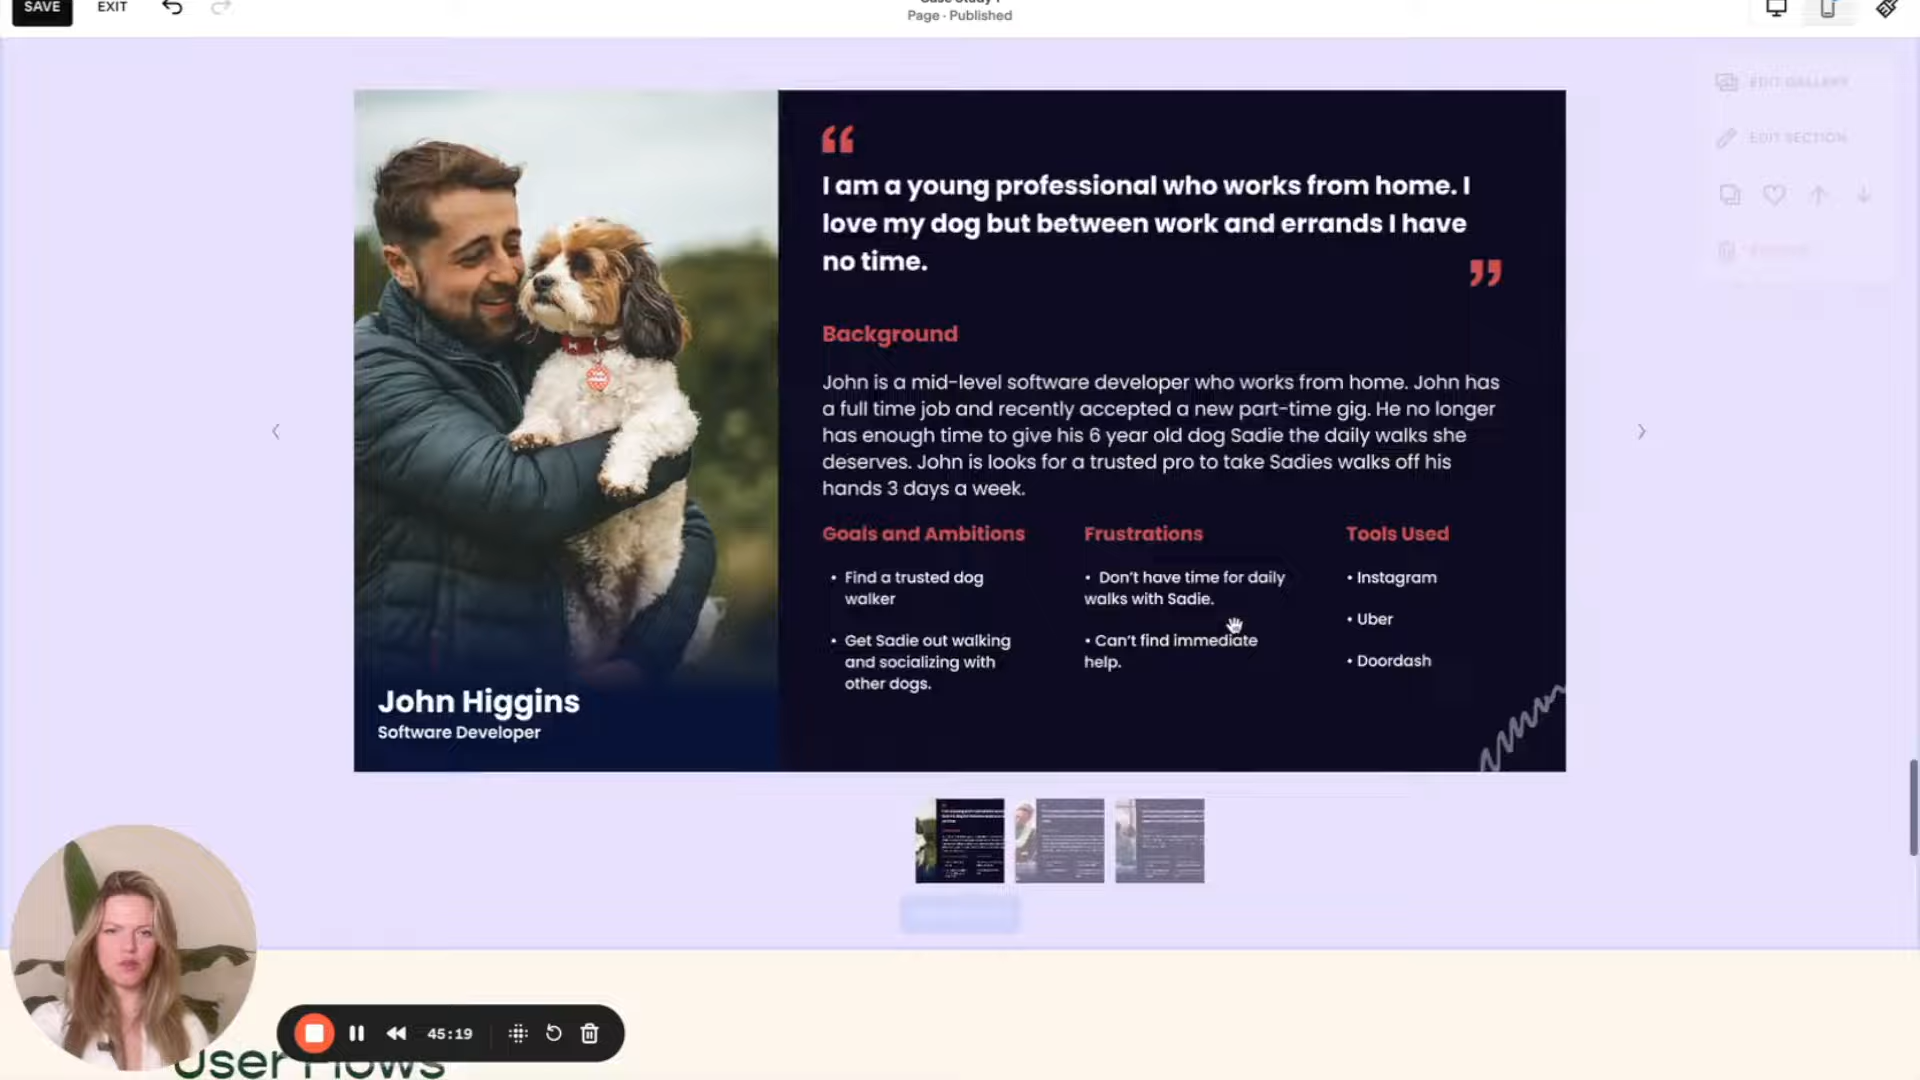 SAVE
EXIT
Page · Published
EDIT GALLERY
EDIT SECTION
“
I am a young professional who works from home. I
love my dog but between work and errands I have
no time.
”
Background
John is a mid-level software developer who works from home. John has
a full time job and recently accepted a new part-time gig. He no longer
has enough time to give his 6 year old dog Sadie the daily walks she
deserves. John is looks for a trusted pro to take Sadies walks off his
hands 3 days a week.
Goals and Ambitions
• Find a trusted dog
walker
• Get Sadie out walking
and socializing with
other dogs.
Frustrations
• Don't have time for daily
walks with Sadie.
• Can't find immediate
help.
Tools Used
• Instagram
• Uber
• Doordash
John Higgins
Software Developer
45:19
User Flows